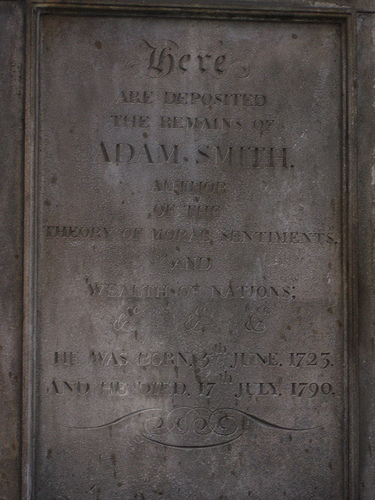 Here
ARE DEPOSITED
THE REMAINS OF
ADAM SMITH.
AUTHOR
OF THE
THEORY OF MORAL SENTIMENTS,
AND
WEALTH OF NATIONS;
&c &c &c
HE WAS BORN, 5th JUNE, 1723.
AND HE DIED, 17th JULY, 1790.